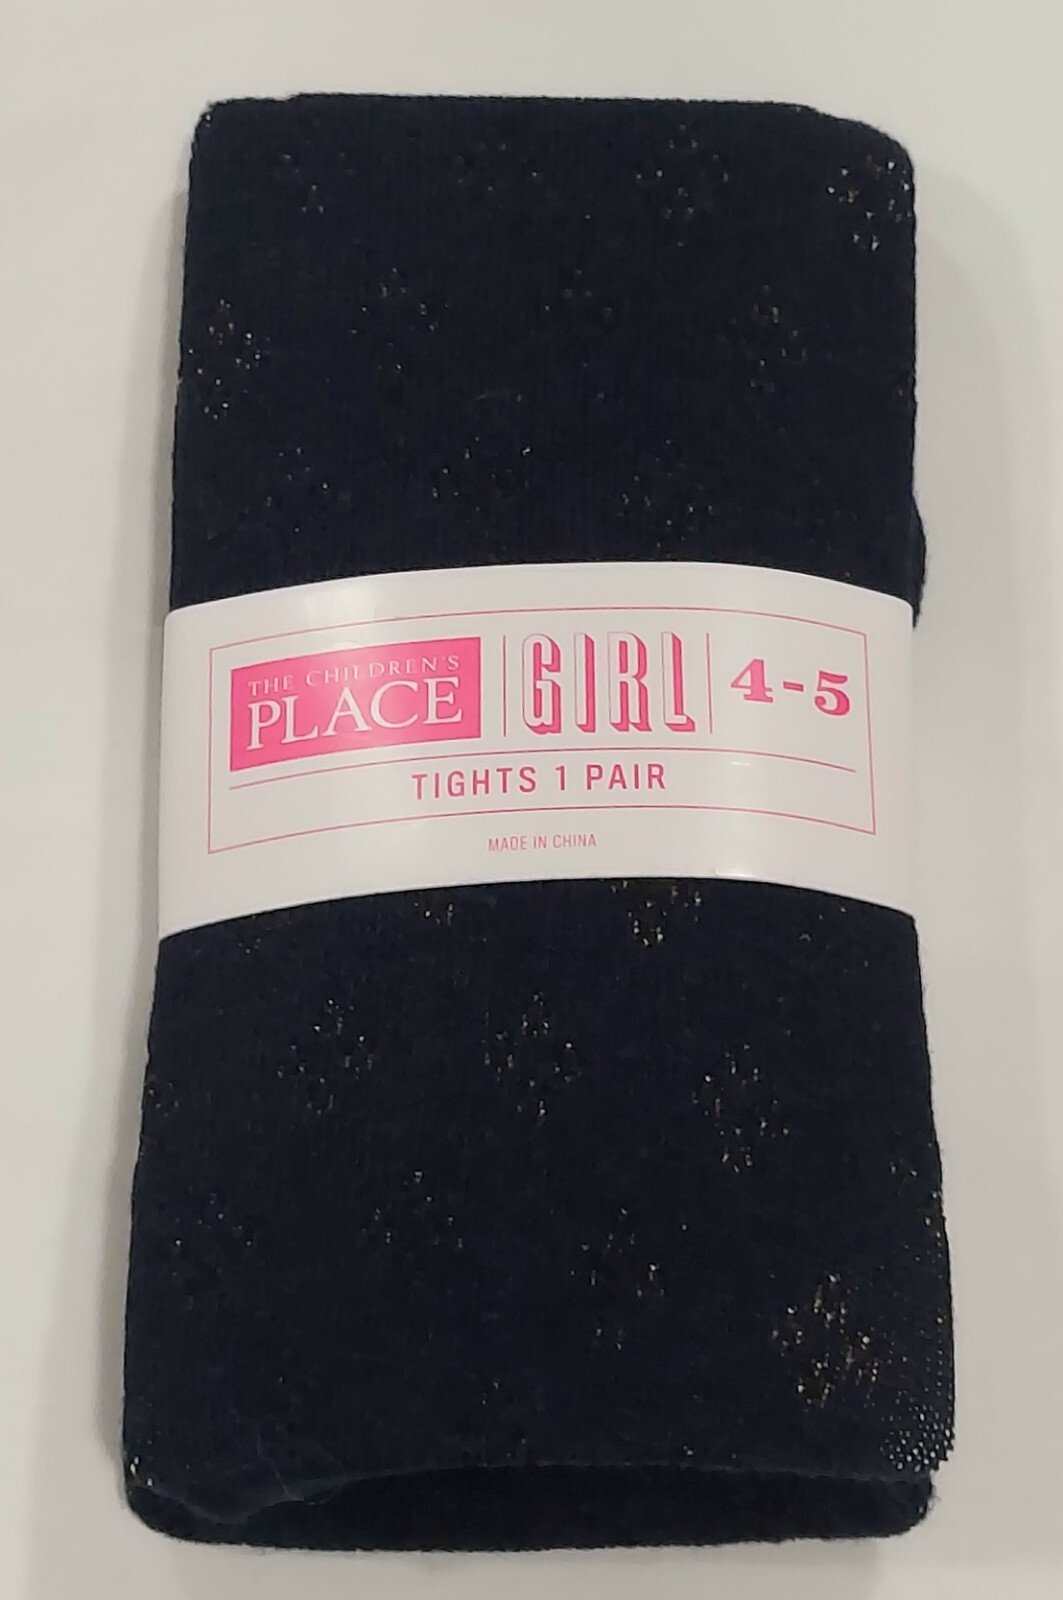 THE CHILDREN'S
PLACE
GIRL
4-5
TIGHTS 1 PAIR
MADE IN CHINA